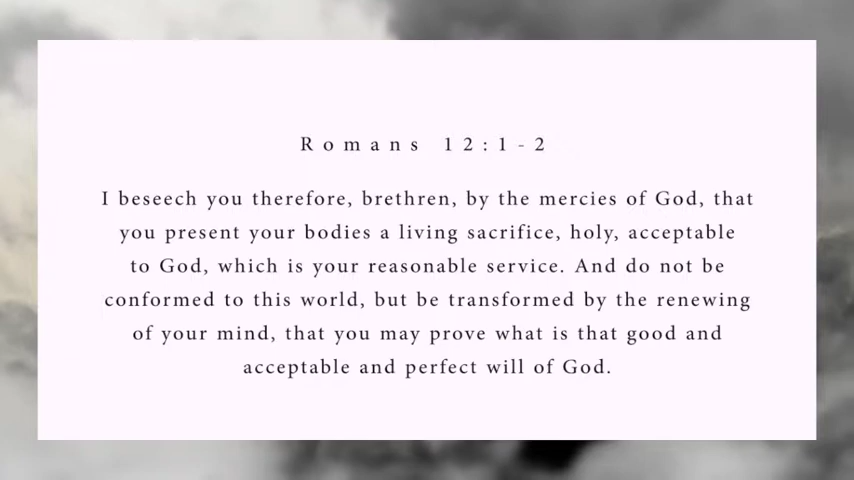 Romans 12:1-2
I beseech you therefore, brethren, by the mercies of God, that
you present your bodies a living sacrifice, holy, acceptable
to God, which is your reasonable service. And do not be
conformed to this world, but be transformed by the renewing
of your mind, that you may prove what is that good and
acceptable and perfect will of God.